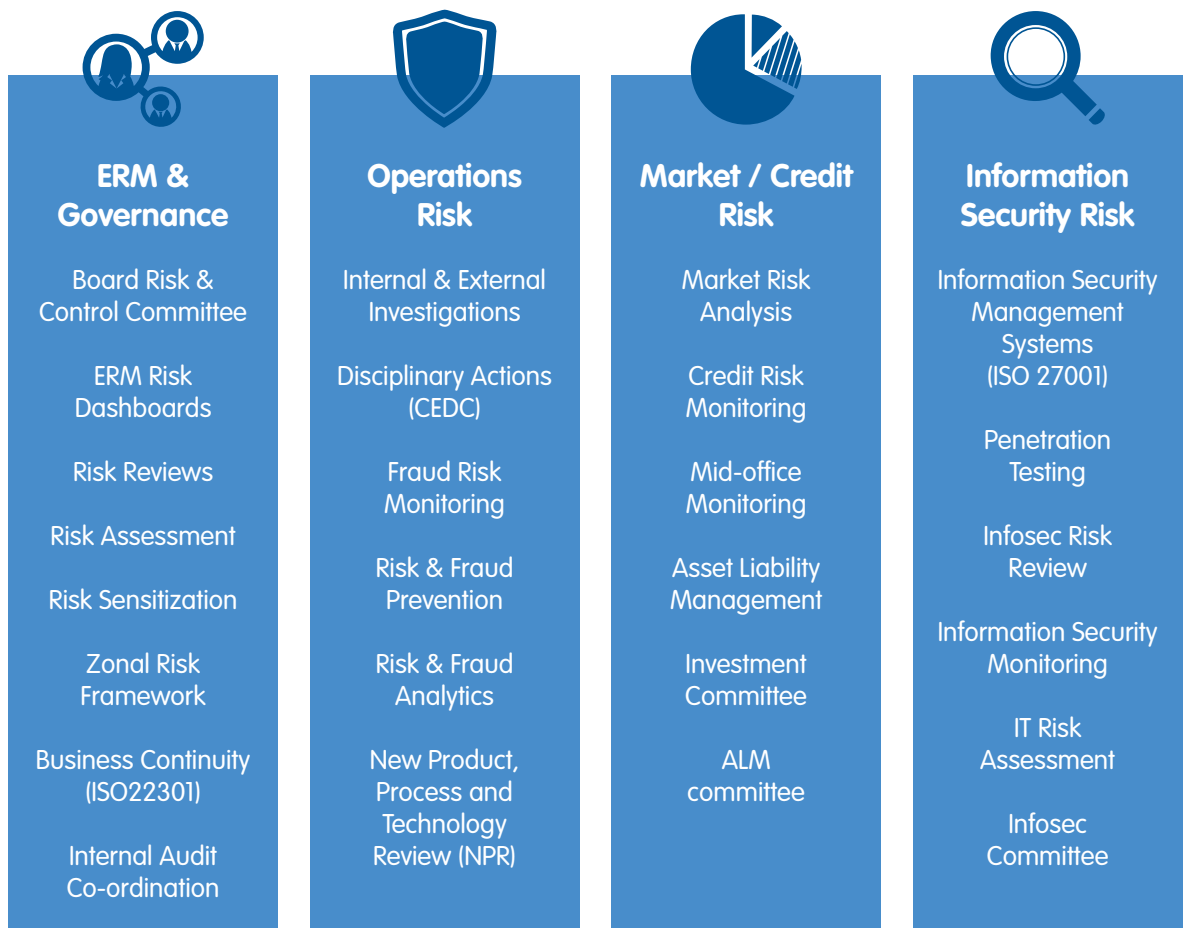 ERM &
Governance
Board Risk &
Control Committee
ERM Risk
Dashboards
Risk Reviews
Risk Assessment
Risk Sensitization
Zonal Risk
Framework
Business Continuity
(ISO22301)
Internal Audit
Co-ordination
Operations
Risk
Internal & External
Investigations
Disciplinary Actions
(CEDC)
Fraud Risk
Monitoring
Risk & Fraud
Prevention
Risk & Fraud
Analytics
New Product,
Process and
Technology
Review (NPR)
Market / Credit
Risk
Market Risk
Analysis
Credit Risk
Monitoring
Mid-office
Monitoring
Asset Liability
Management
Investment
Committee
ALM
committee
Information
Security Risk
Information Security
Management
Systems
(ISO 27001)
Penetration
Testing
Infosec Risk
Review
Information Security
Monitoring
IT Risk
Assessment
Infosec
Committee